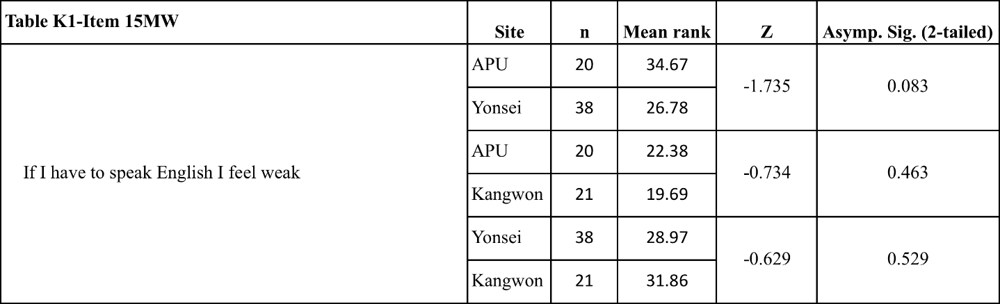 Table K1-Item 15MW Site n Mean rank Z Asymp. Sig. (2-tailed)
APU 20 34.67
-1.735 0.083
Yonsei 38 26.78
APU 20 22.38
If I have to speak English I feel weak -0.734 0.463
Kangwon 21 19.69
Yonsei 38 28.97
-0.629 0.529
Kangwon 21 31.86